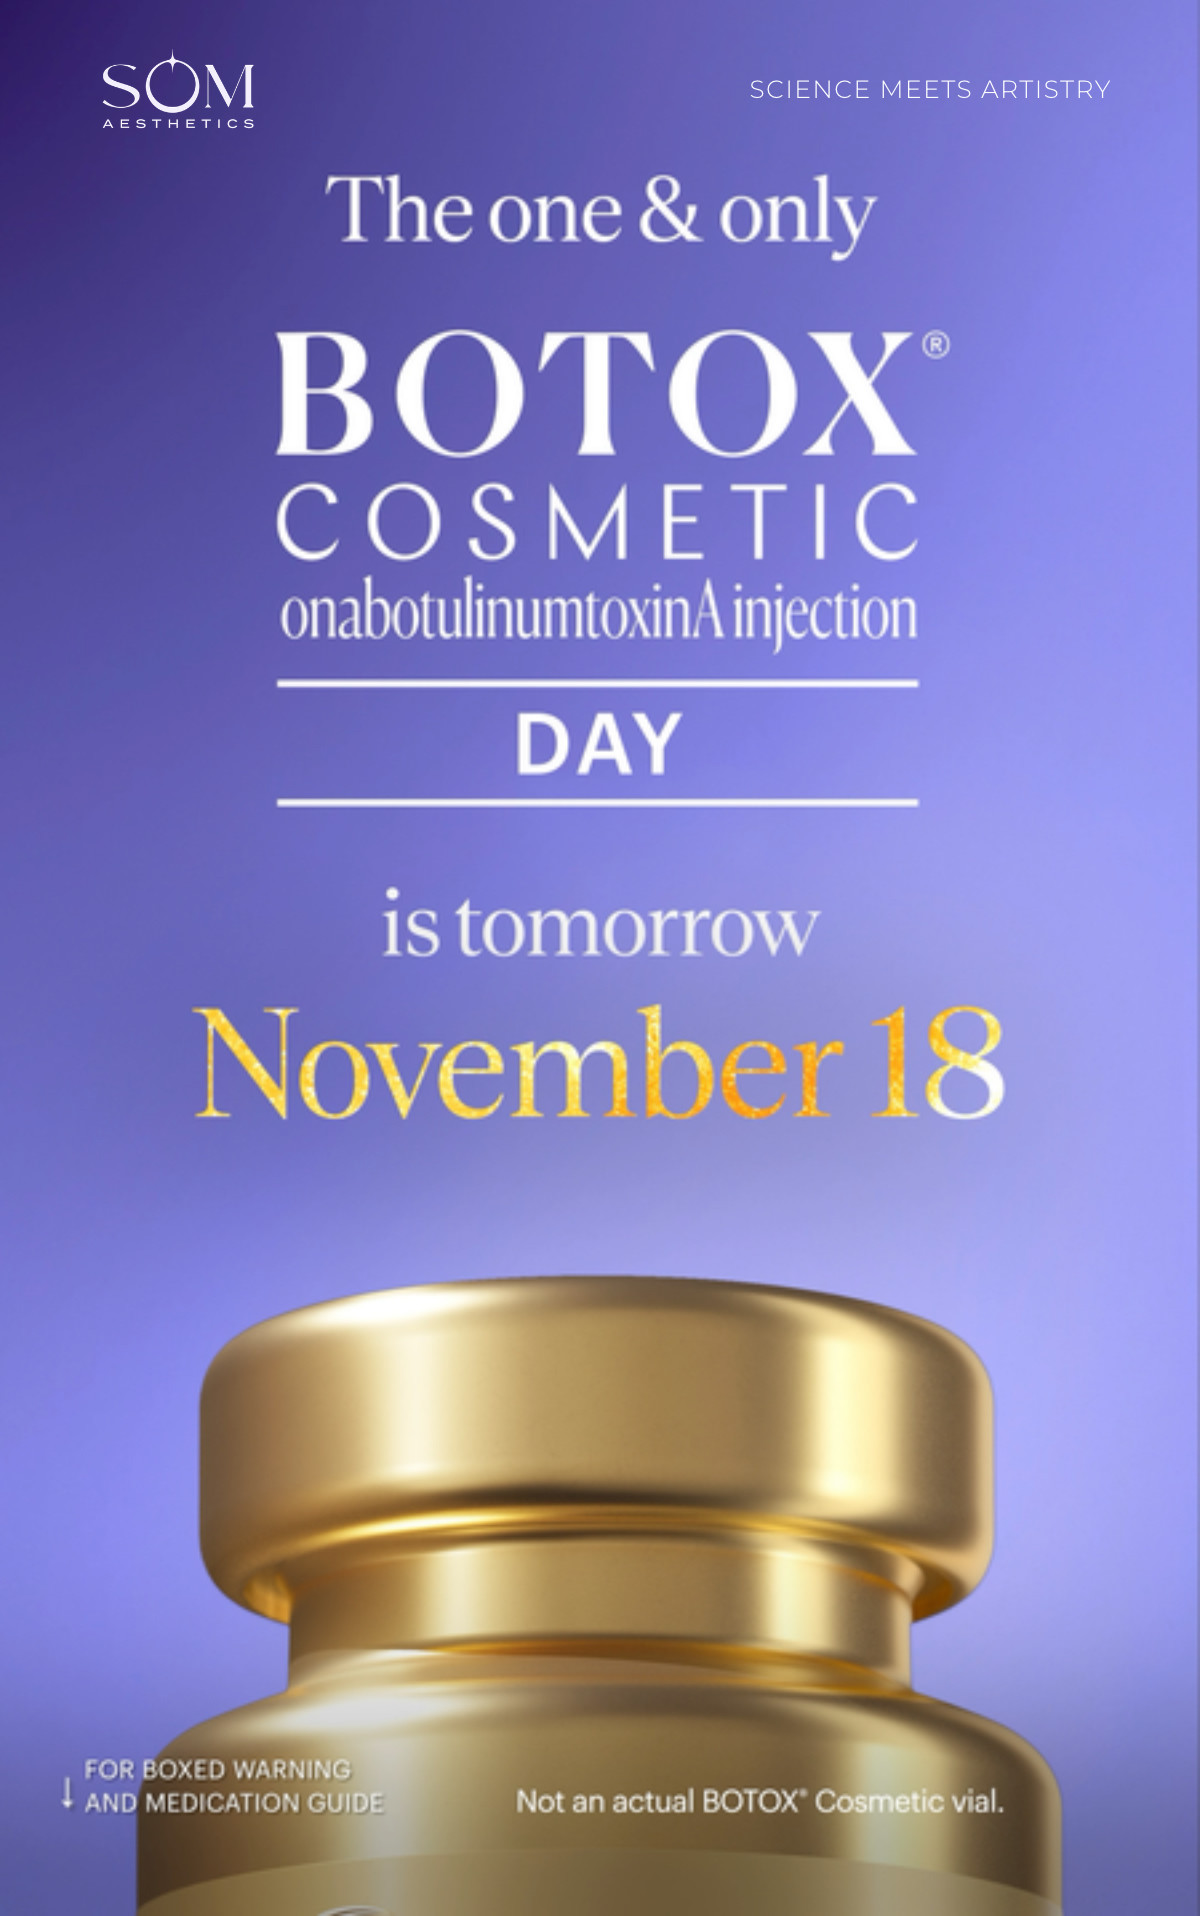 SOM
AESTHETICS
SCIENCE MEETS ARTISTRY
The one & only
BOTOX®
COSMETIC
onabotulinumtoxinA injection
DAY
is tomorrow
November 18
↓ FOR BOXED WARNING
AND MEDICATION GUIDE
Not an actual BOTOX® Cosmetic vial.